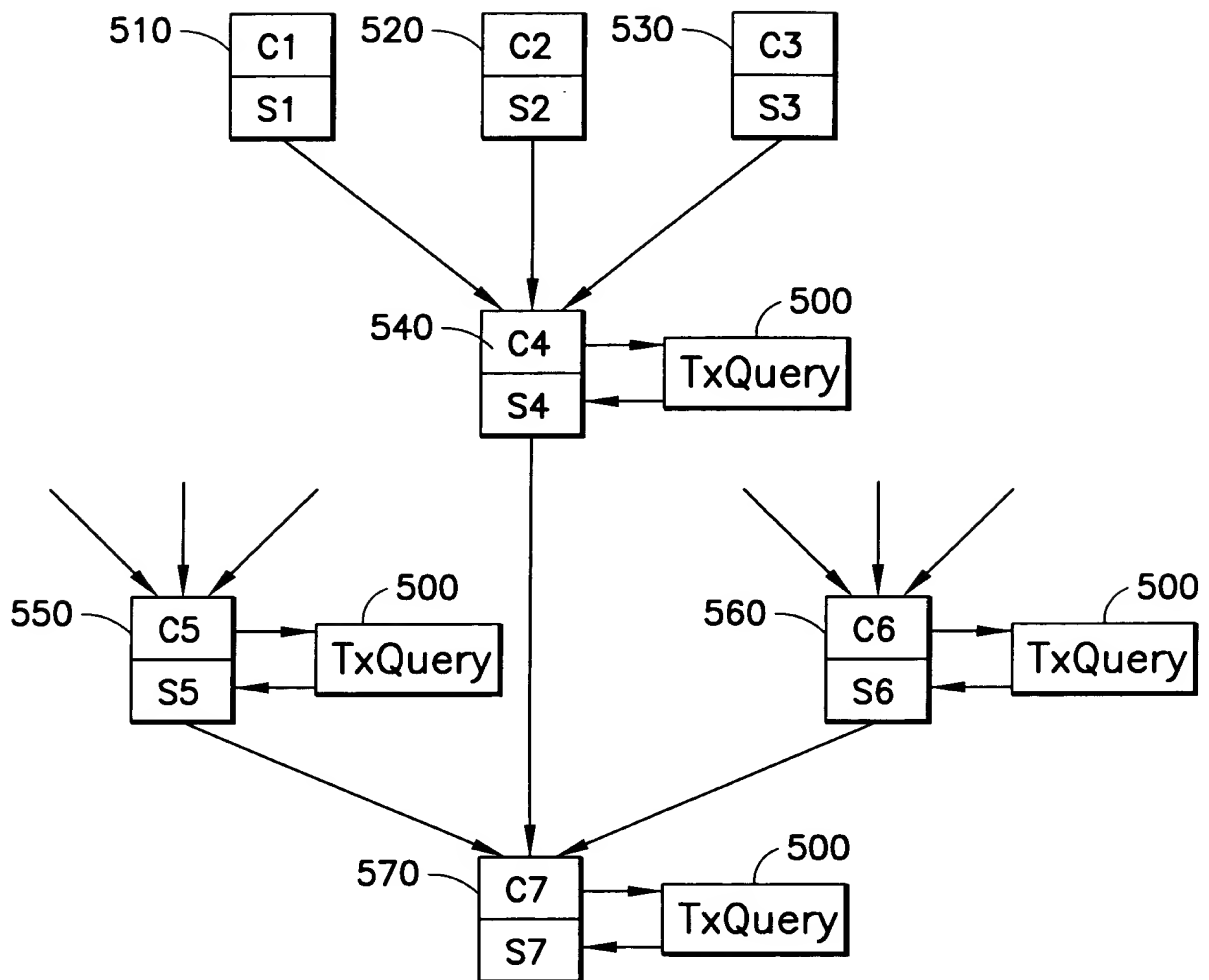 510 C1 520 C2 530 C3
S1 S2 S3
500
540 C4 TxQuery
S4
500 500
550 C5 560 C6
TxQuery TxQuery
S5 S6
500
570 C7 TxQuery
S7